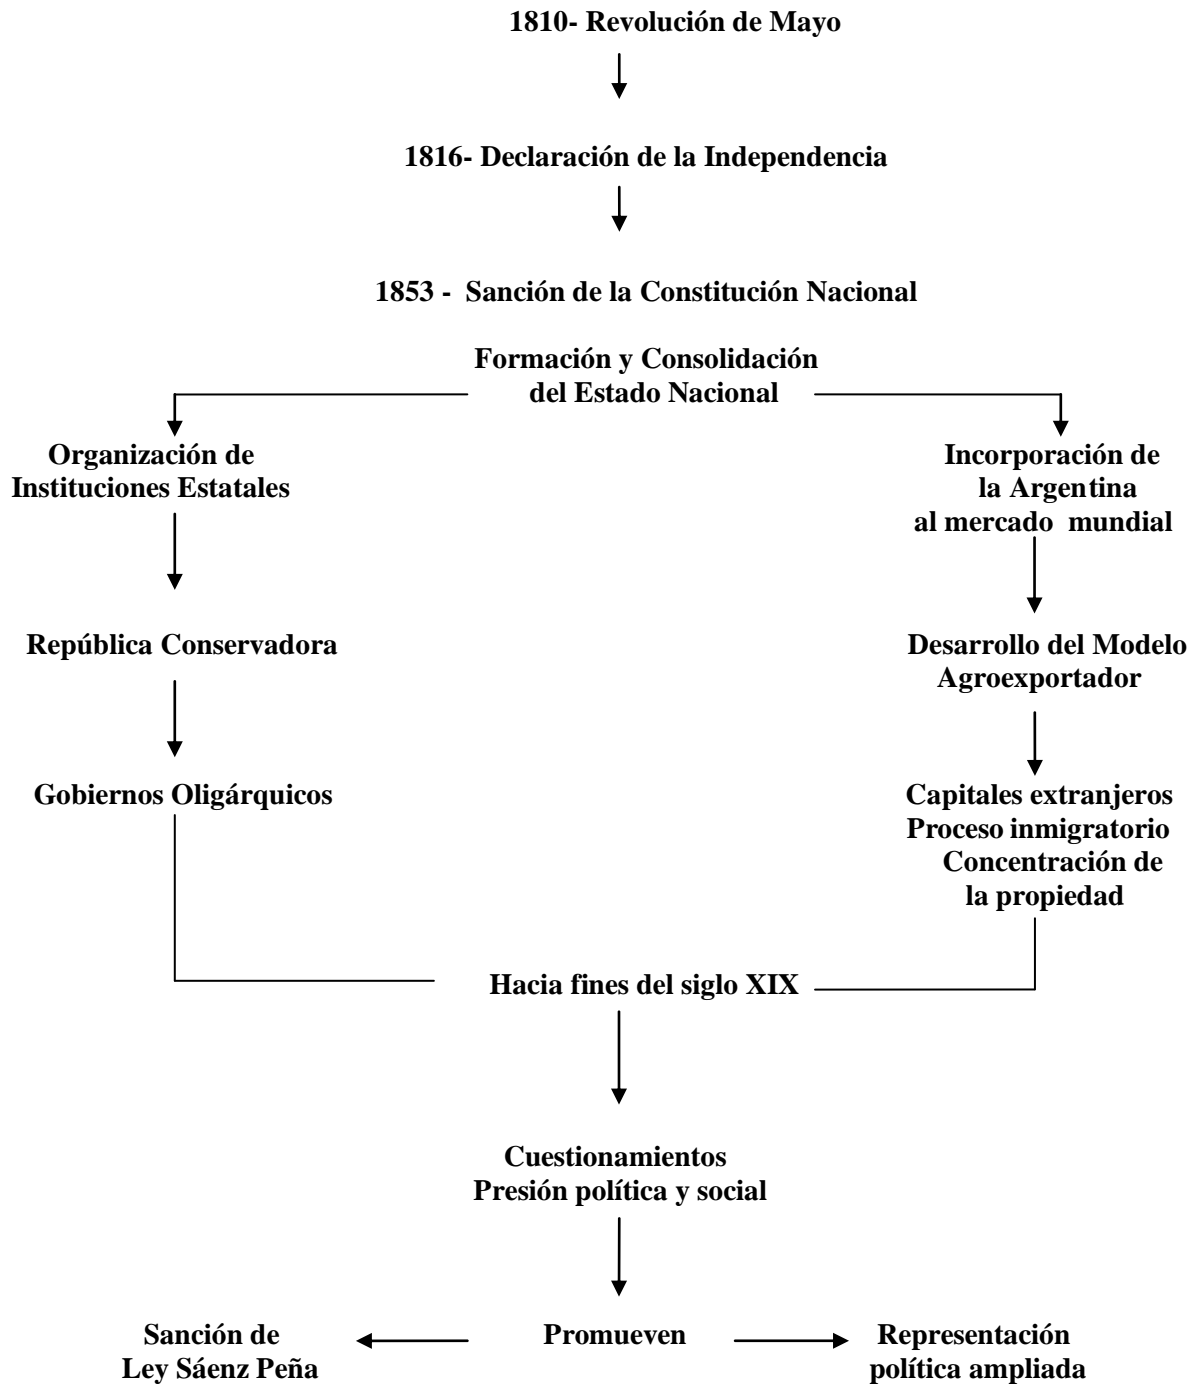 1810- Revolución de Mayo
1816- Declaración de la Independencia
1853 - Sanción de la Constitución Nacional
Formación y Consolidación
del Estado Nacional
Organización de
Instituciones Estatales
Incorporación de
la Argentina
al mercado mundial
República Conservadora
Desarrollo del Modelo
Agroexportador
Gobiernos Oligárquicos
Capitales extranjeros
Proceso inmigratorio
Concentración de
la propiedad
Hacia fines del siglo XIX
Cuestionamientos
Presión política y social
Sanción de
Ley Sáenz Peña
Promueven
Representación
política ampliada